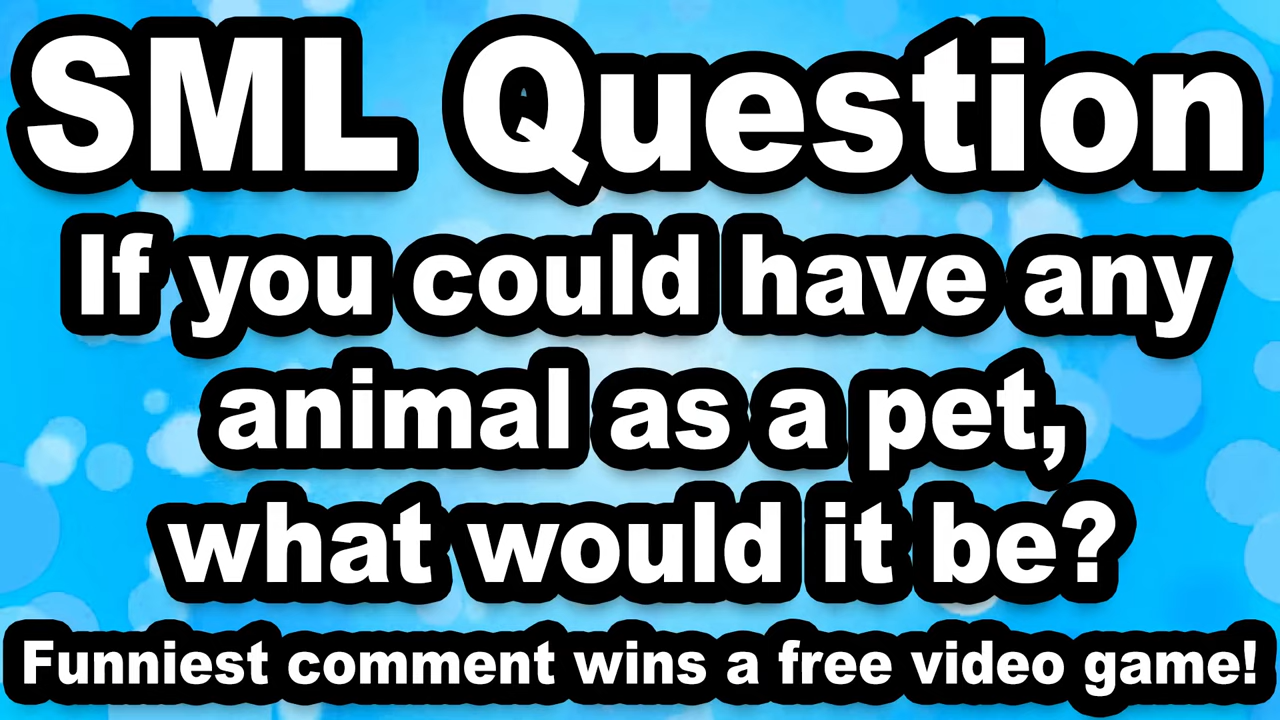 SML Question
If you could have any
animal as a pet,
what would it be?
Funniest comment wins a free video game!